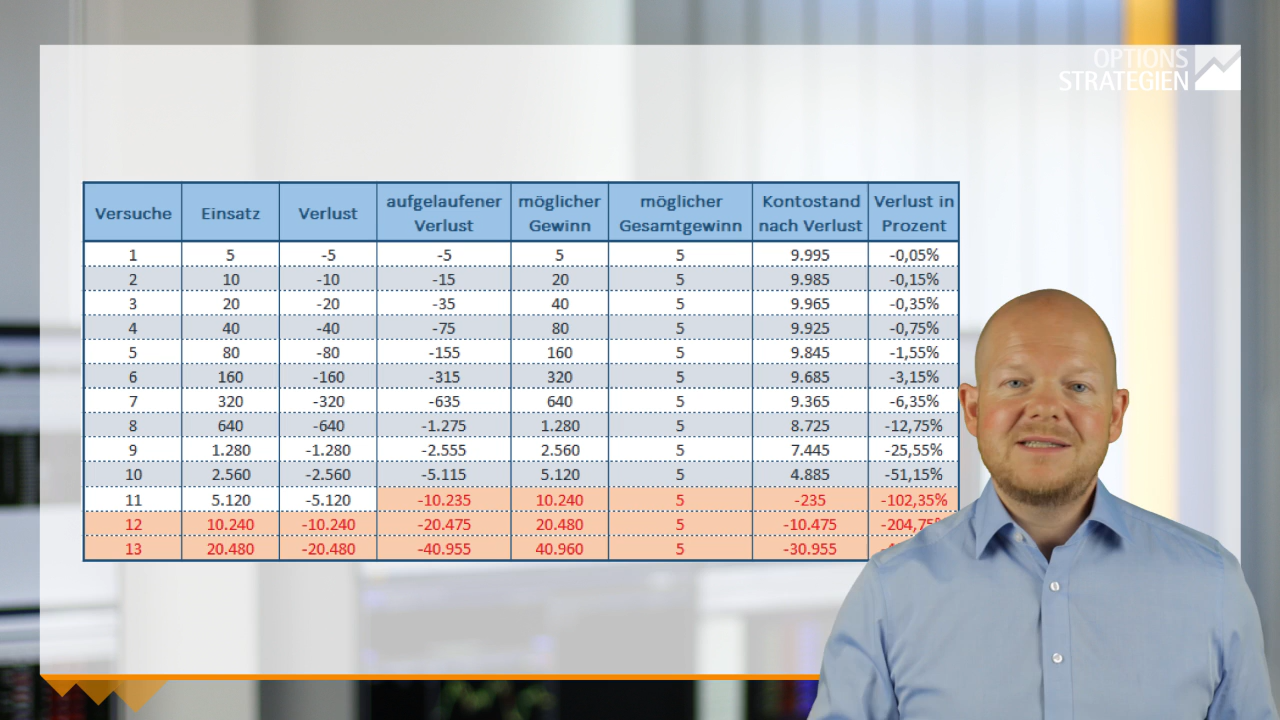 OPTIONS
STRATEGIEN
Versuche Einsatz Verlust aufgelaufener Verlust möglicher Gewinn möglicher Gesamtgewinn Kontostand nach Verlust Verlust in Prozent
1 5 -5 -5 5 5 9.995 -0,05%
2 10 -10 -15 20 5 9.985 -0,15%
3 20 -20 -35 40 5 9.965 -0,35%
4 40 -40 -75 80 5 9.925 -0,75%
5 80 -80 -155 160 5 9.845 -1,55%
6 160 -160 -315 320 5 9.685 -3,15%
7 320 -320 -635 640 5 9.365 -6,35%
8 640 -640 -1.275 1.280 5 8.725 -12,75%
9 1.280 -1.280 -2.555 2.560 5 7.445 -25,55%
10 2.560 -2.560 -5.115 5.120 5 4.885 -51,15%
11 5.120 -5.120 -10.235 10.240 5 -235 -102,35%
12 10.240 -10.240 -20.475 20.480 5 -10.475 -204,75
13 20.480 -20.480 -40.955 40.960 5 -30.955